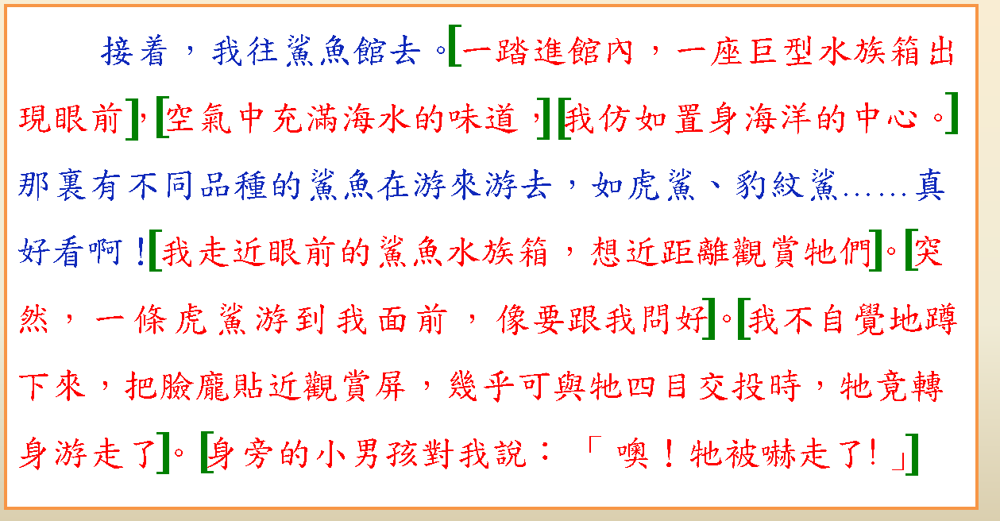 接着，我往鯊魚館去。[一踏進館內，一座巨型水族箱出
現眼前]，[空氣中充滿海水的味道，][我仿如置身海洋的中心。]
那裏有不同品種的鯊魚在游來游去，如虎鯊、豹紋鯊……真
好看啊！[我走近眼前的鯊魚水族箱，想近距離觀賞牠們]。[突
然，一條虎鯊游到我面前，像要跟我問好]。[我不自覺地蹲
下來，把臉龐貼近觀賞屏，幾乎可與牠四目交投時，牠竟轉
身游走了]。[身旁的小男孩對我說：「噢！牠被嚇走了!」]